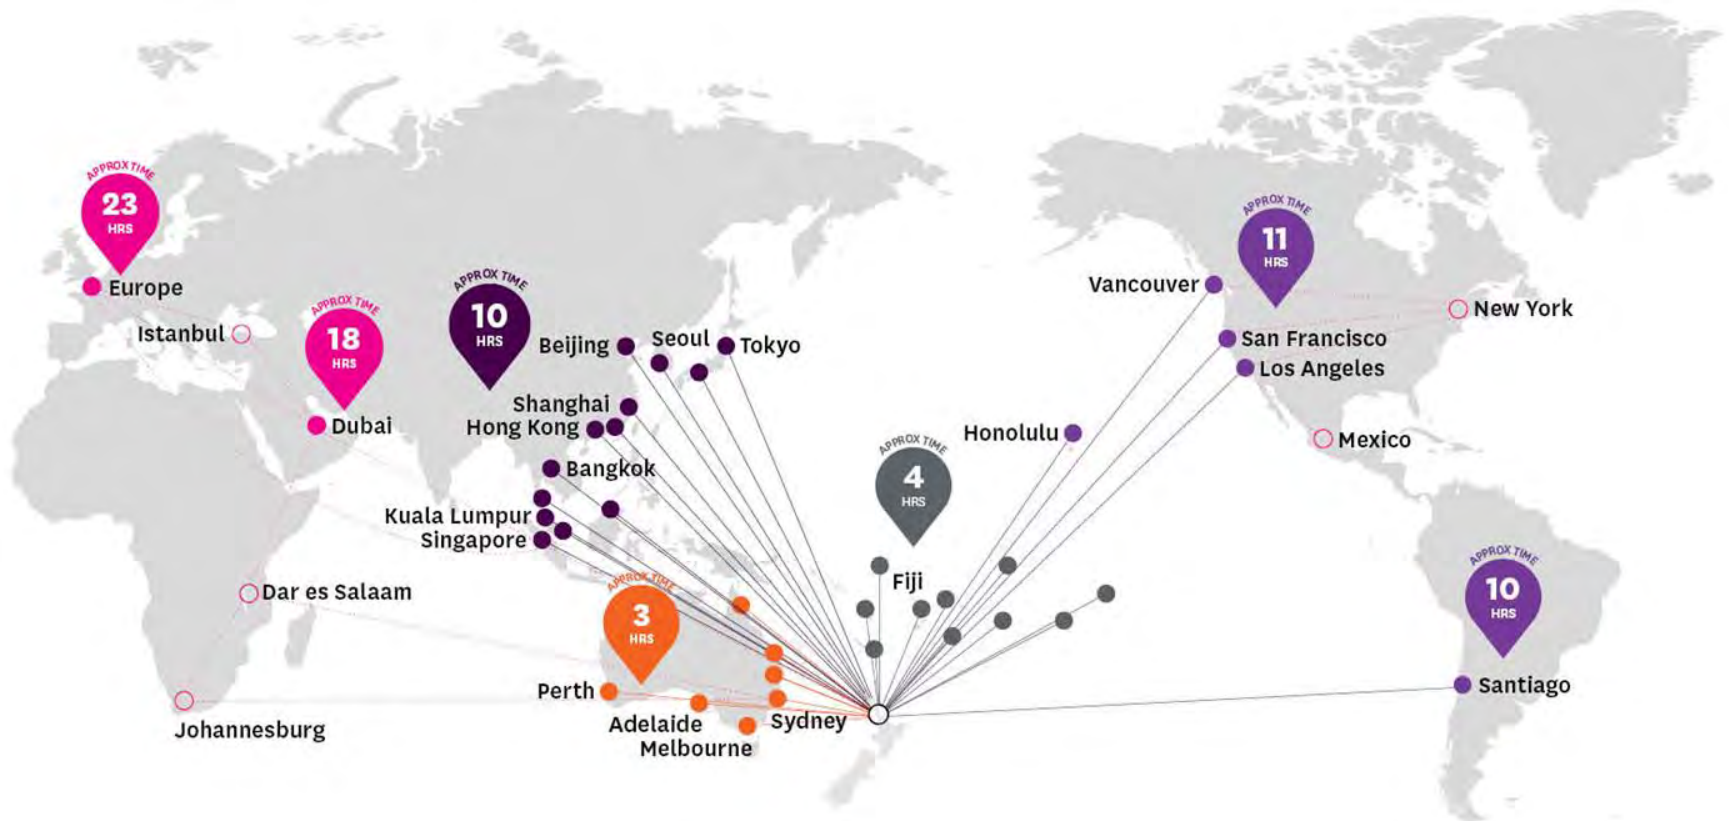 APPROX TIME
23
HRS
Europe
Istanbul
APPROX TIME
18
HRS
Dubai
APPROX TIME
10
HRS
Beijing
Seoul
Tokyo
Shanghai
Hong Kong
Bangkok
Kuala Lumpur
Singapore
Dar es Salaam
Johannesburg
APPROX TIME
3
HRS
Perth
Adelaide
Melbourne
Sydney
APPROX TIME
4
HRS
Fiji
Honolulu
APPROX TIME
11
HRS
Vancouver
San Francisco
Los Angeles
New York
Mexico
APPROX TIME
10
HRS
Santiago